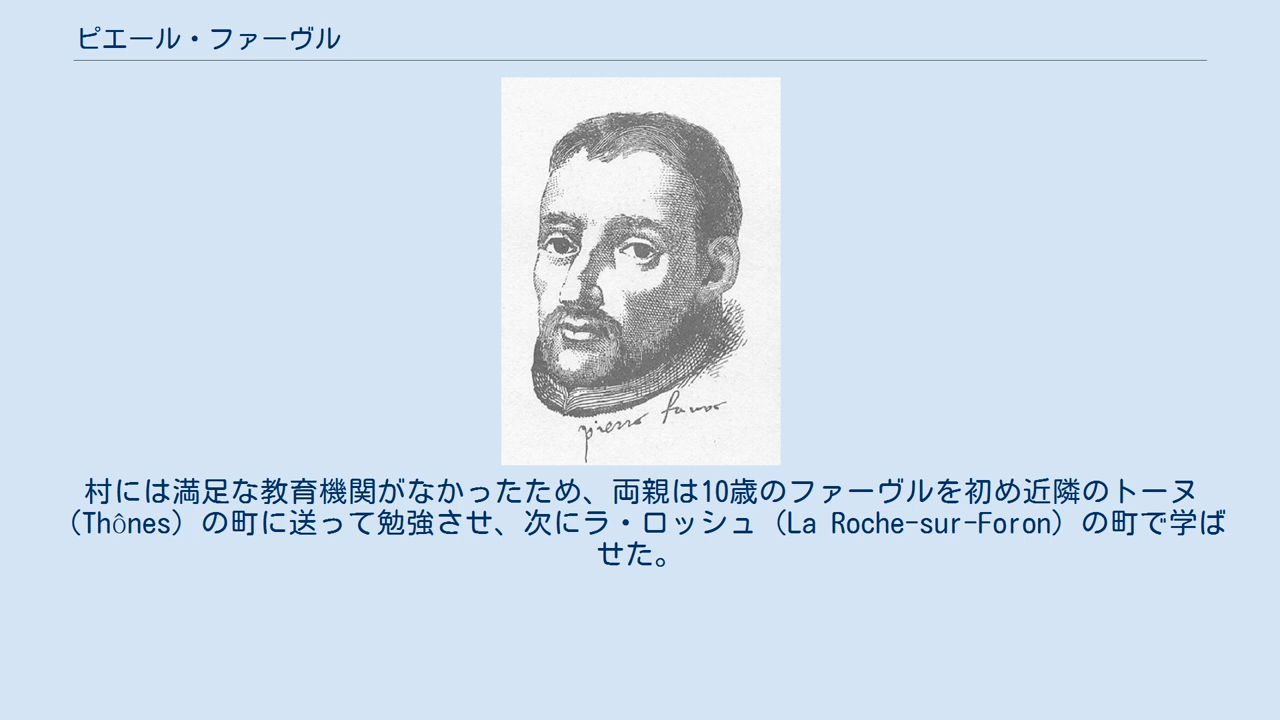 ピエール・ファーヴル
pierre favre
村には満足な教育機関がなかったため、両親は10歳のファーヴルを初め近隣のトーヌ
（Thônes）の町に送って勉強させ、次にラ・ロッシュ（La Roche-sur-Foron）の町で学ば
せた。